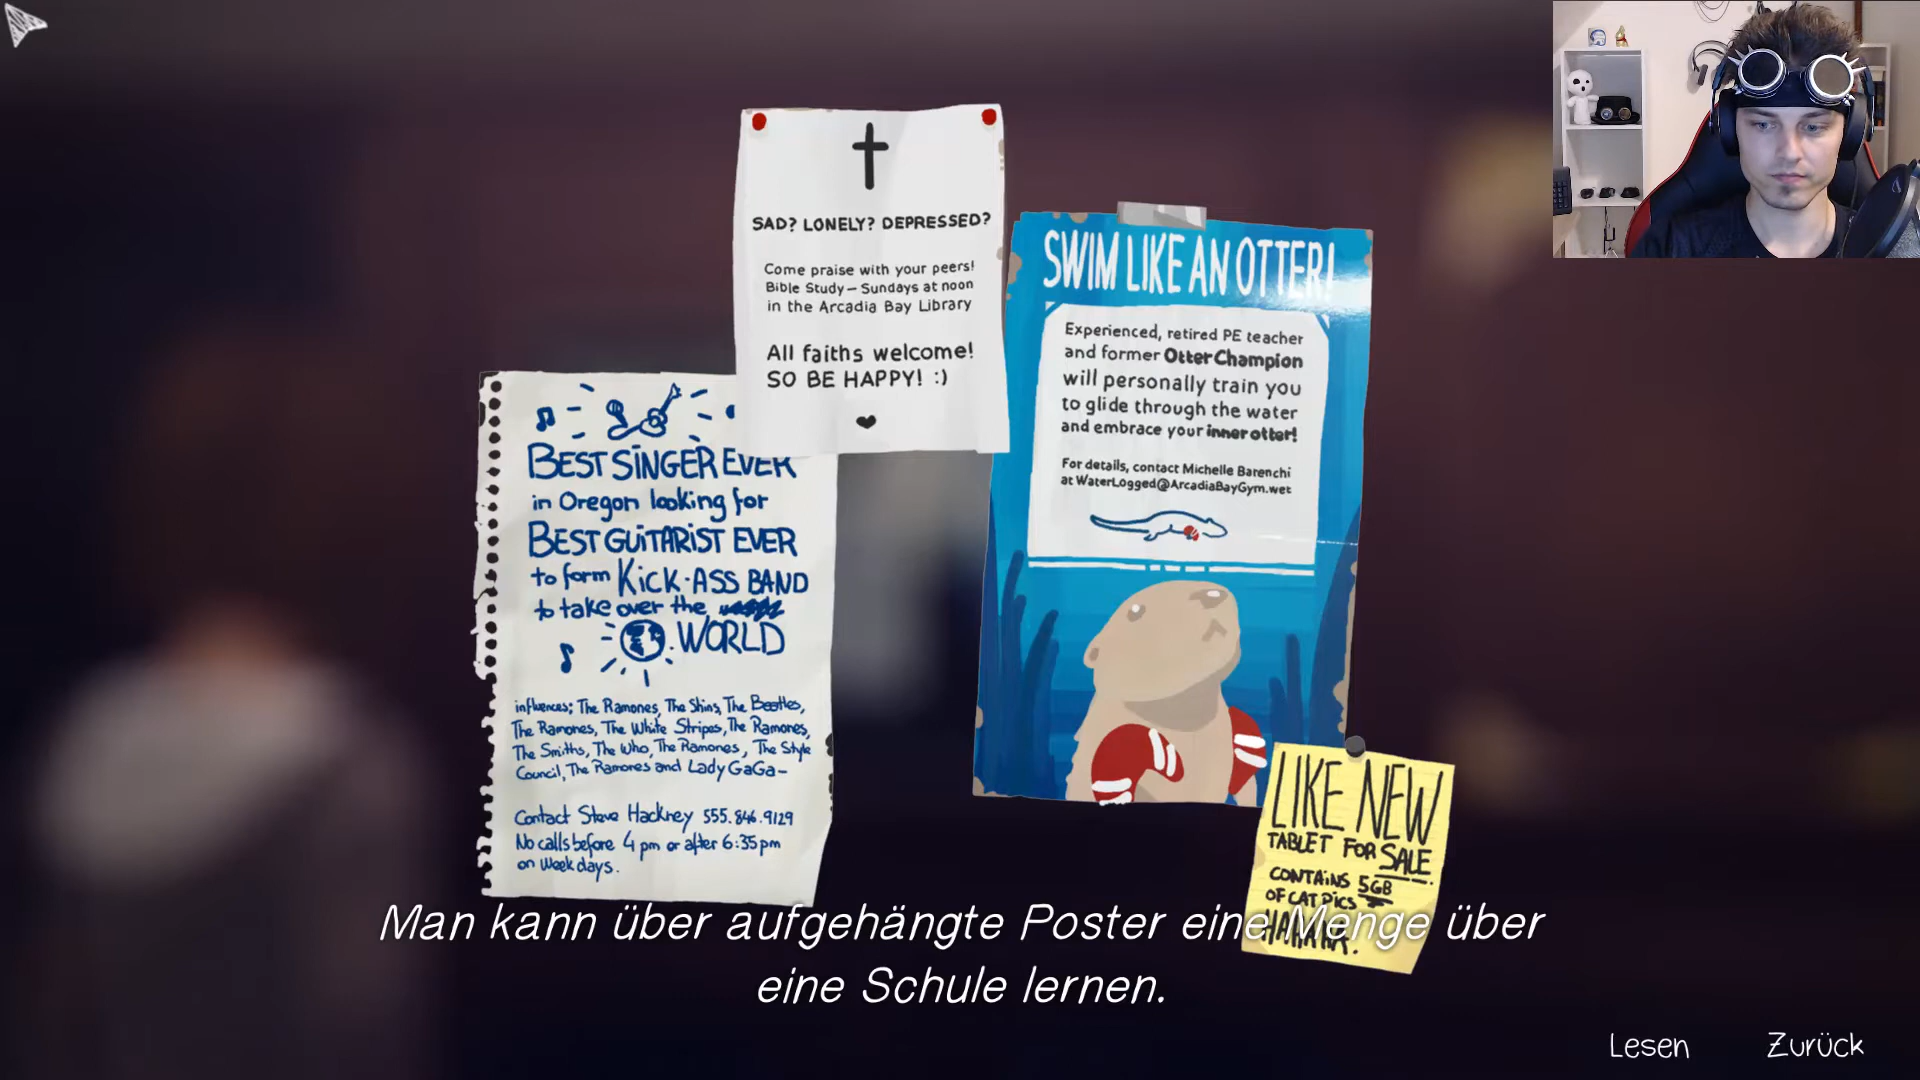 SAD? LONELY? DEPRESSED?
Come praise with your peers!
Bible Study – Sundays at noon
in the Arcadia Bay Library
All faiths welcome!
SO BE HAPPY! :)
SWIM LIKE AN OTTER!
Experienced, retired PE teacher
and former Otter Champion
will personally train you
to glide through the water
and embrace your inner otter!
For details, contact Michelle Barenchi
at WaterLogged@ArcadiaBayGym.wet
BEST SINGER EVER
in Oregon looking for
BEST GUITARIST EVER
to form KICK-ASS BAND
to take over the
WORLD
influences: The Ramones, The Shins, The Beatles,
The Ramones, The White Stripes, The Ramones,
The Smiths, The Who, The Ramones, The Style
Council, The Ramones and Lady GaGa-
Contact Steve Hackney 555.846.9129
No calls before 4 pm or after 6:35pm
on weekdays.
LIKE NEW
TABLET FOR SALE.
CONTAINS 5GB
OF CAT PICS
Man kann über aufgehängte Poster eine Menge über
eine Schule lernen.
Lesen
Zurück